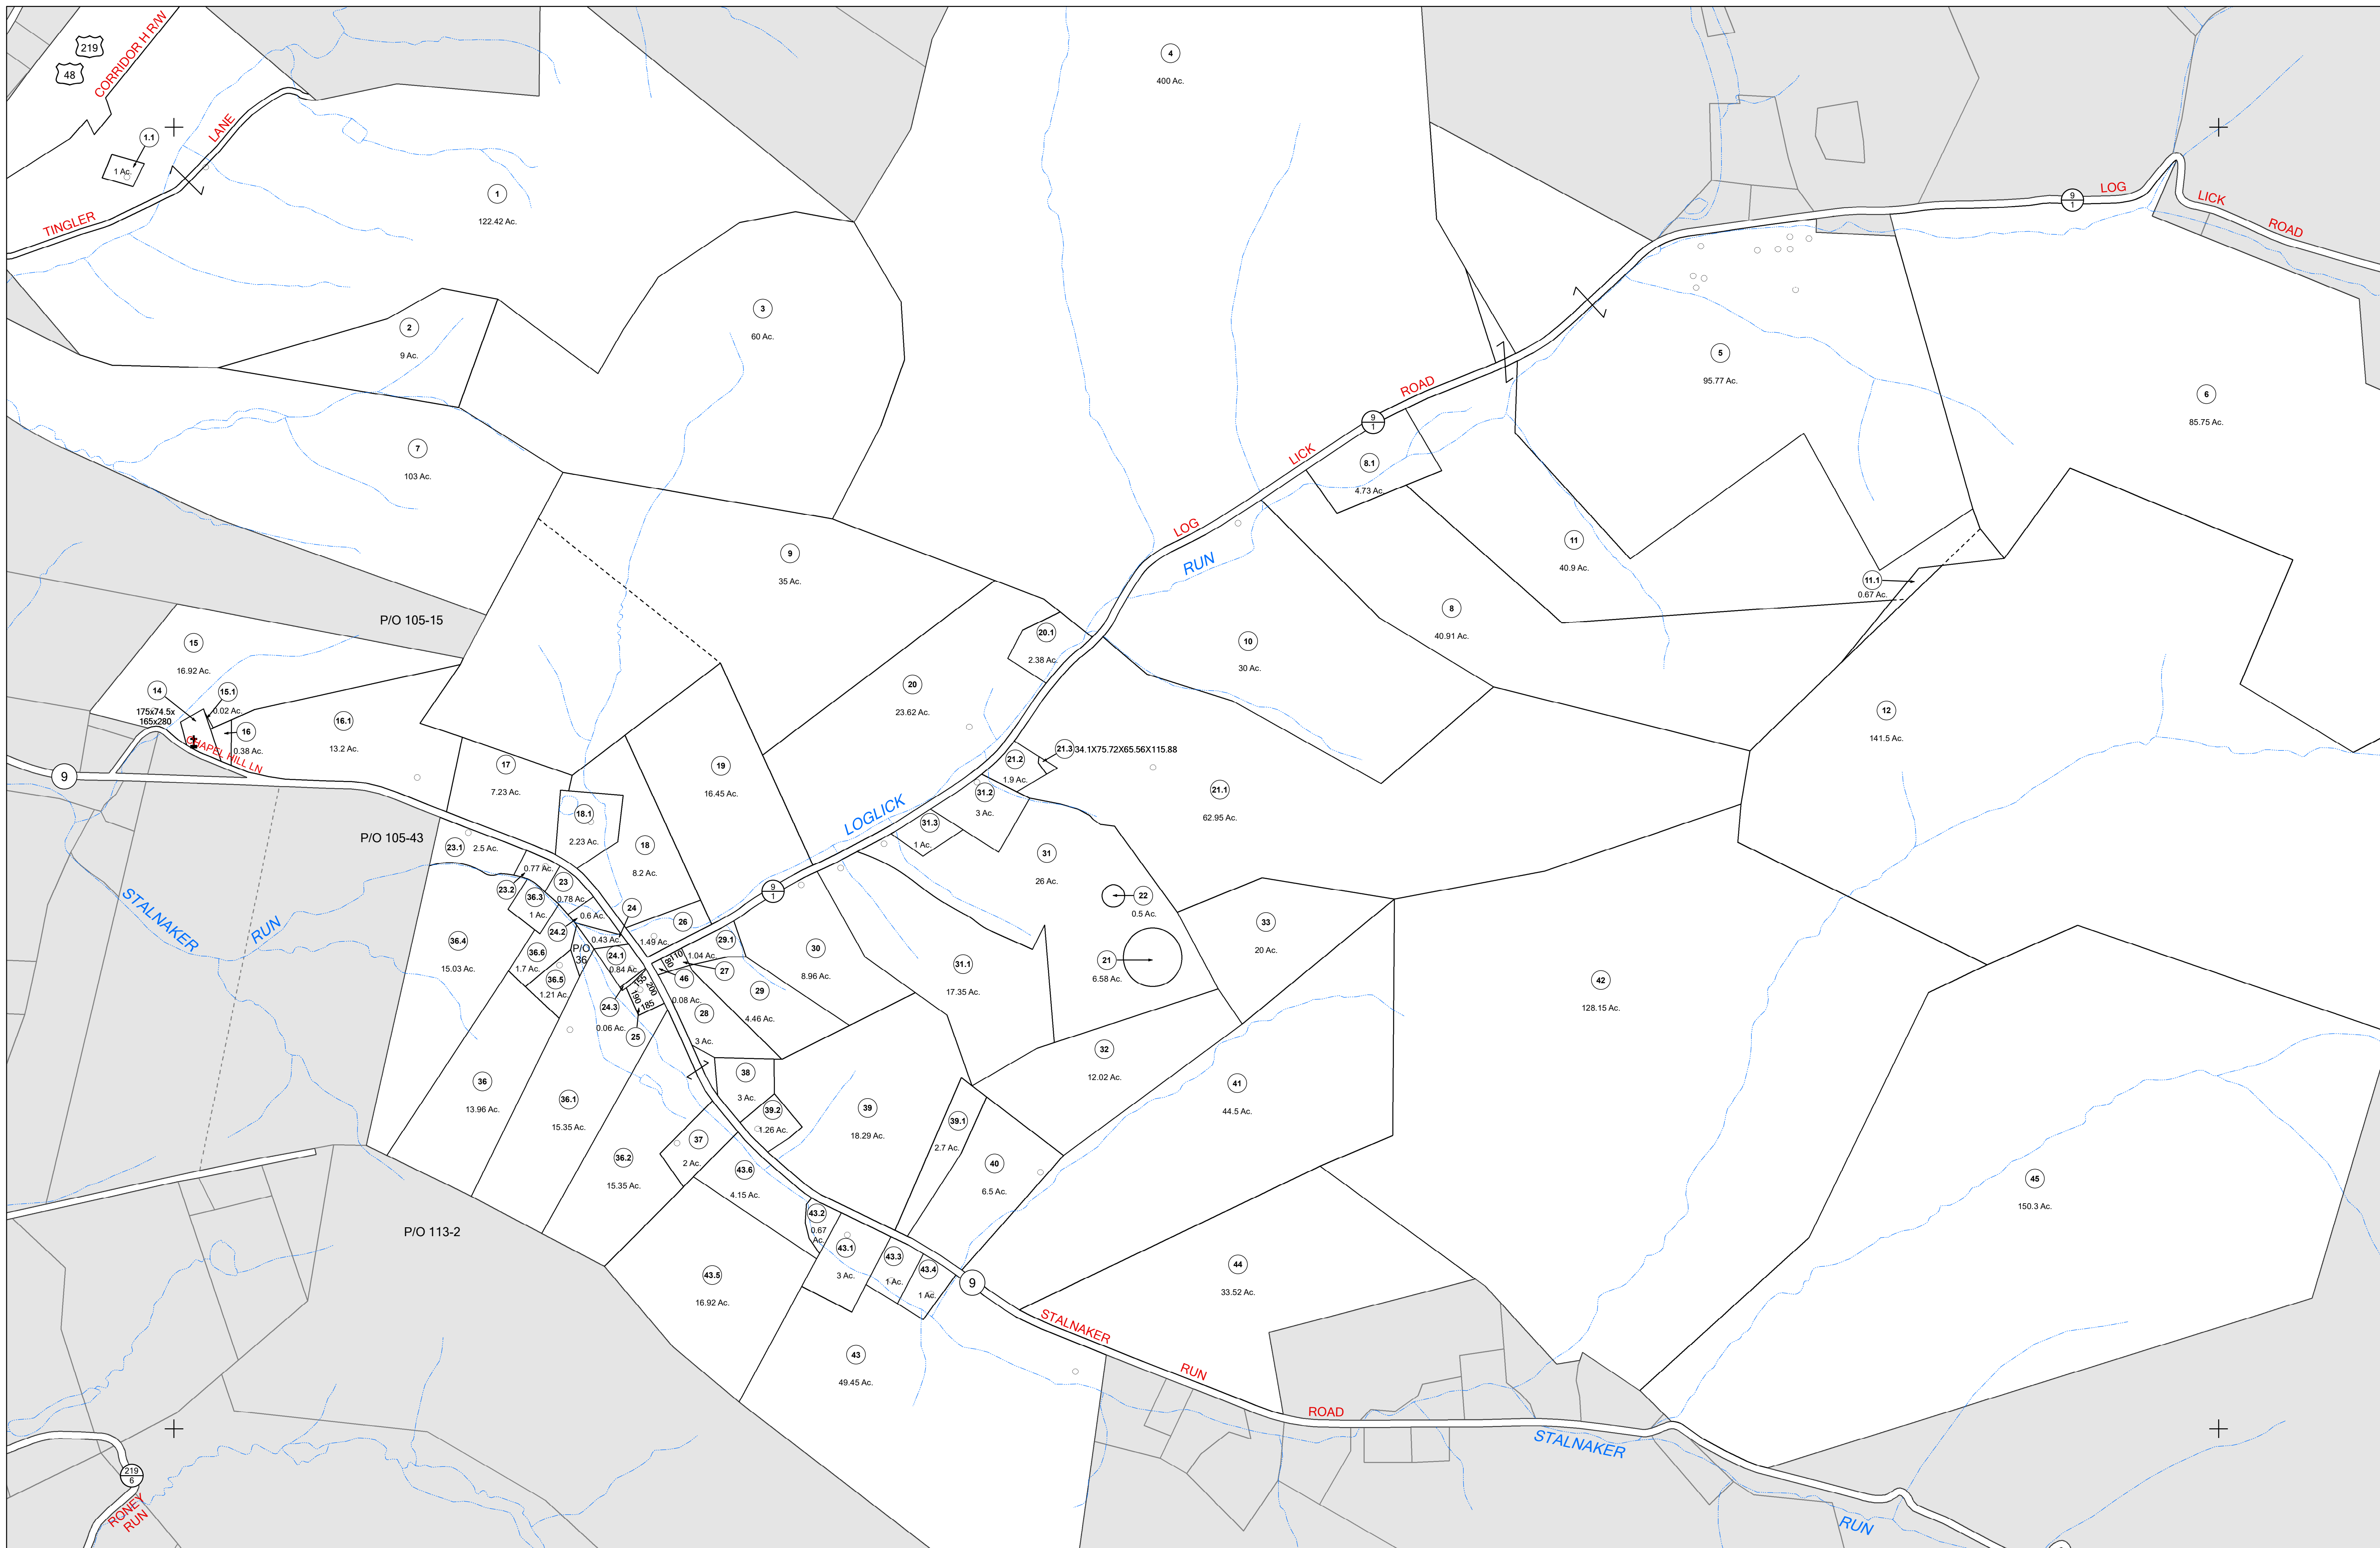 219
48
CORRIDOR H R/W
1.1
1 Ac.
LANE
TINGLER
1
122.42 Ac.
4
400 Ac.
9
1
LOG
LICK
ROAD
2
9 Ac.
3
60 Ac.
5
95.77 Ac.
6
85.75 Ac.
7
103 Ac.
ROAD
9
1
LICK
8.1
4.73 Ac.
LOG
RUN
9
35 Ac.
11
40.9 Ac.
11.1
0.67 Ac.
8
40.91 Ac.
10
30 Ac.
20.1
2.38 Ac.
P/O 105-15
15
16.92 Ac.
14
175x74.5x
165x280
15.1
0.02 Ac.
16
0.38 Ac.
16.1
13.2 Ac.
CHAPEL HILL LN
9
20
23.62 Ac.
12
141.5 Ac.
17
7.23 Ac.
19
16.45 Ac.
21.2
1.9 Ac.
21.3
34.1X75.72X65.56X115.88
21.1
62.95 Ac.
31.2
3 Ac.
31.3
1 Ac.
LOGLICK
18.1
2.23 Ac.
18
8.2 Ac.
P/O 105-43
23.1
2.5 Ac.
0.77 Ac.
23.2
23
0.78 Ac.
36.3
1 Ac.
24.2
0.6 Ac.
24
0.43 Ac.
26
1.49 Ac.
9
1
31
26 Ac.
22
0.5 Ac.
33
20 Ac.
STALNAKER
RUN
36.4
15.03 Ac.
36.6
1.7 Ac.
P/O
36
36.5
1.21 Ac.
24.1
0.84 Ac.
24.3
0.06 Ac.
155
200
190
185
25
46
0.08 Ac.
80
110
29.1
1.04 Ac.
27
28
3 Ac.
29
4.46 Ac.
30
8.96 Ac.
31.1
17.35 Ac.
21
6.58 Ac.
42
128.15 Ac.
32
12.02 Ac.
41
44.5 Ac.
36
13.96 Ac.
36.1
15.35 Ac.
36.2
15.35 Ac.
38
3 Ac.
39.2
1.26 Ac.
39
18.29 Ac.
39.1
2.7 Ac.
37
2 Ac.
40
6.5 Ac.
43.6
4.15 Ac.
45
150.3 Ac.
P/O 113-2
43.2
0.67
Ac.
43.1
3 Ac.
43.3
1 Ac.
43.4
1 Ac.
43.5
16.92 Ac.
9
44
33.52 Ac.
43
49.45 Ac.
STALNAKER
RUN
ROAD
STALNAKER
RUN
219
6
RONEY
RUN